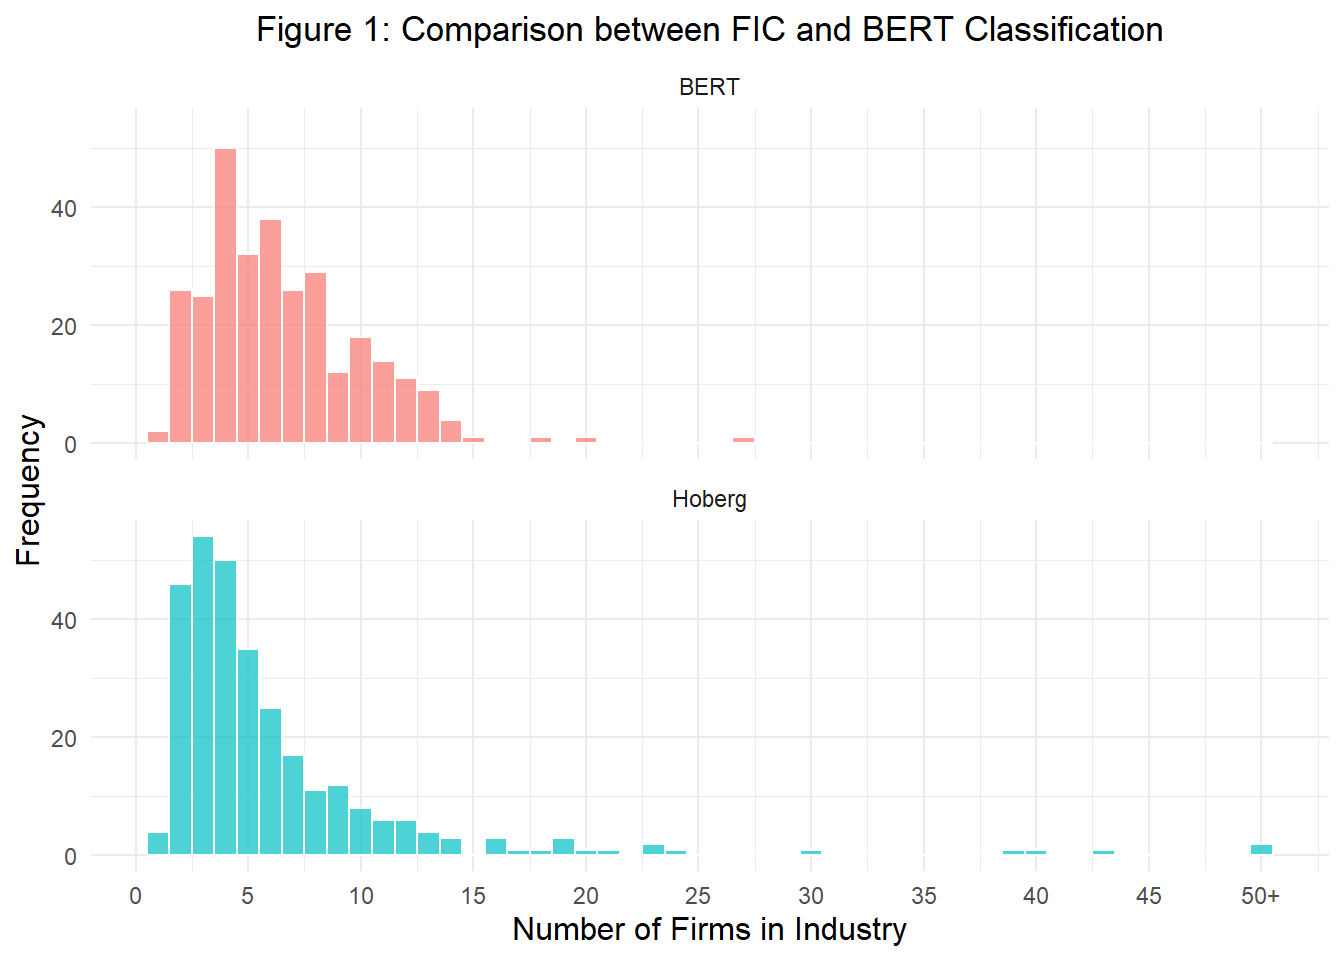 Figure 1: Comparison between FIC and BERT Classification
BERT
40
20
0
Frequency
Hoberg
40
20
0
0 5 10 15 20 25 30 35 40 45 50+
Number of Firms in Industry